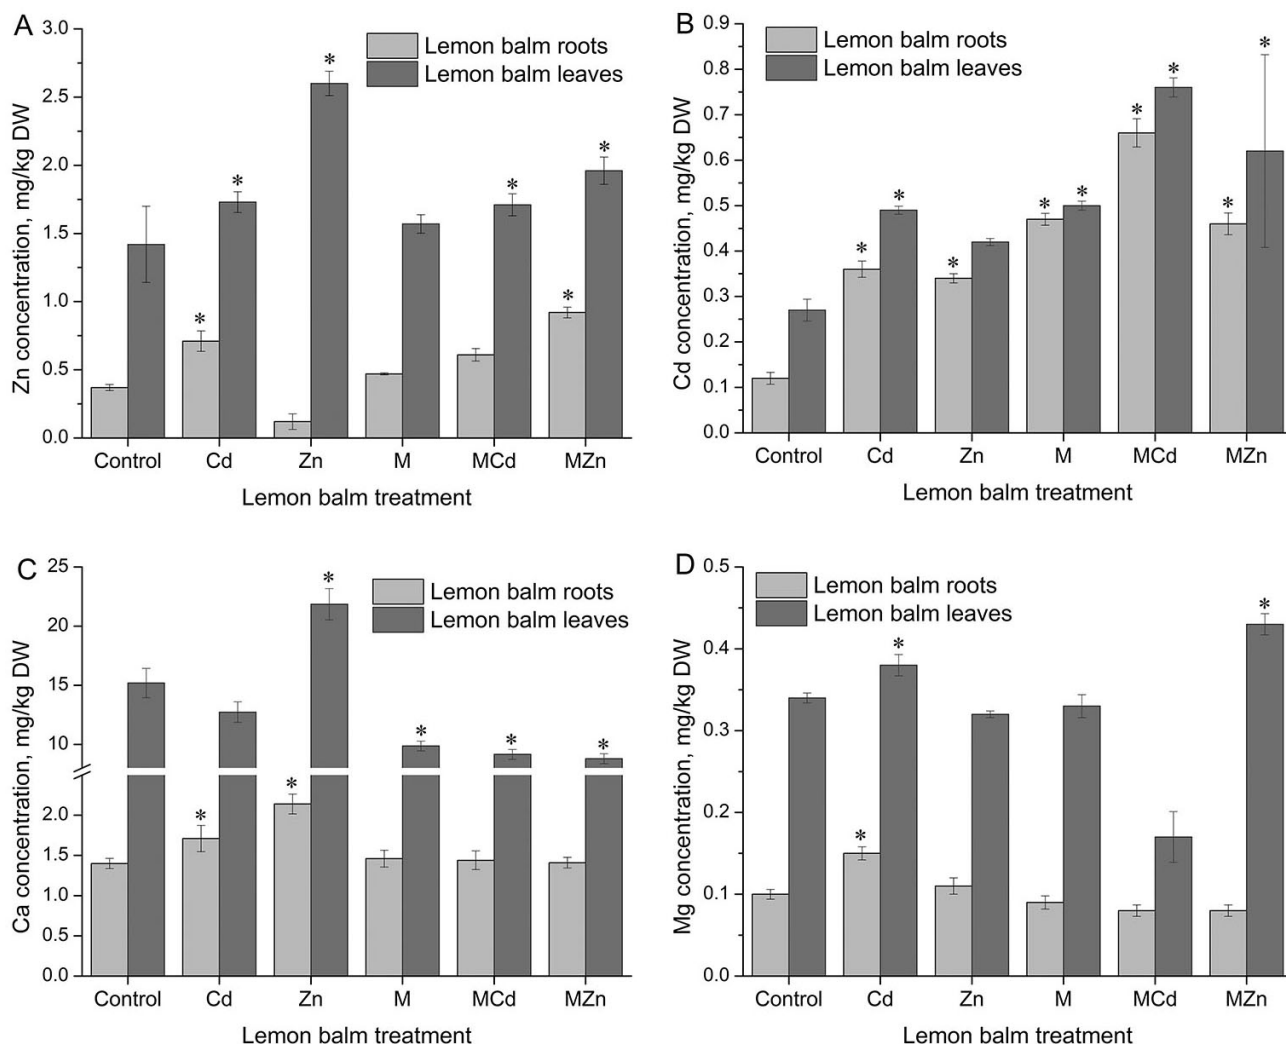 A
Zn concentration, mg/kg DW
3.0
2.5
2.0
1.5
1.0
0.5
0.0
Lemon balm roots
Lemon balm leaves
*
*
*
*
*
*
Control Cd Zn M MCd MZn
Lemon balm treatment
B
Cd concentration, mg/kg DW
0.9
0.8
0.7
0.6
0.5
0.4
0.3
0.2
0.1
0.0
Lemon balm roots
Lemon balm leaves
*
*
*
*
*
*
*
*
*
Control Cd Zn M MCd MZn
Lemon balm treatment
C
Ca concentration, mg/kg DW
25
20
15
10
2.0
1.5
1.0
0.5
0.0
Lemon balm roots
Lemon balm leaves
*
*
*
*
*
*
Control Cd Zn M MCd MZn
Lemon balm treatment
D
Mg concentration, mg/kg DW
0.5
0.4
0.3
0.2
0.1
0.0
Lemon balm roots
Lemon balm leaves
*
*
*
Control Cd Zn M MCd MZn
Lemon balm treatment